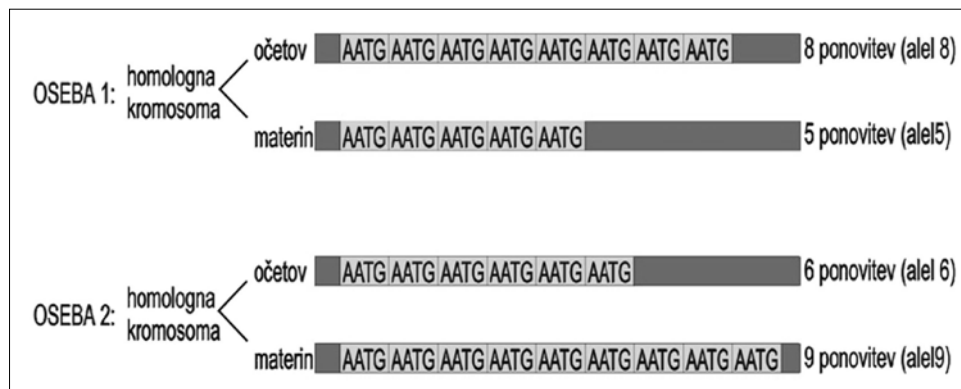 očetov AATG AATG AATG AATG AATG AATG AATG AATG 8 ponovitev (alel 8)
OSEBA 1: homologna
kromosoma
materin AATG AATG AATG AATG AATG 5 ponovitev (alel5)
očetov AATG AATG AATG AATG AATG AATG 6 ponovitev (alel 6)
OSEBA 2: homologna
kromosoma
materin AATG AATG AATG AATG AATG AATG AATG AATG AATG 9 ponovitev (alel9)